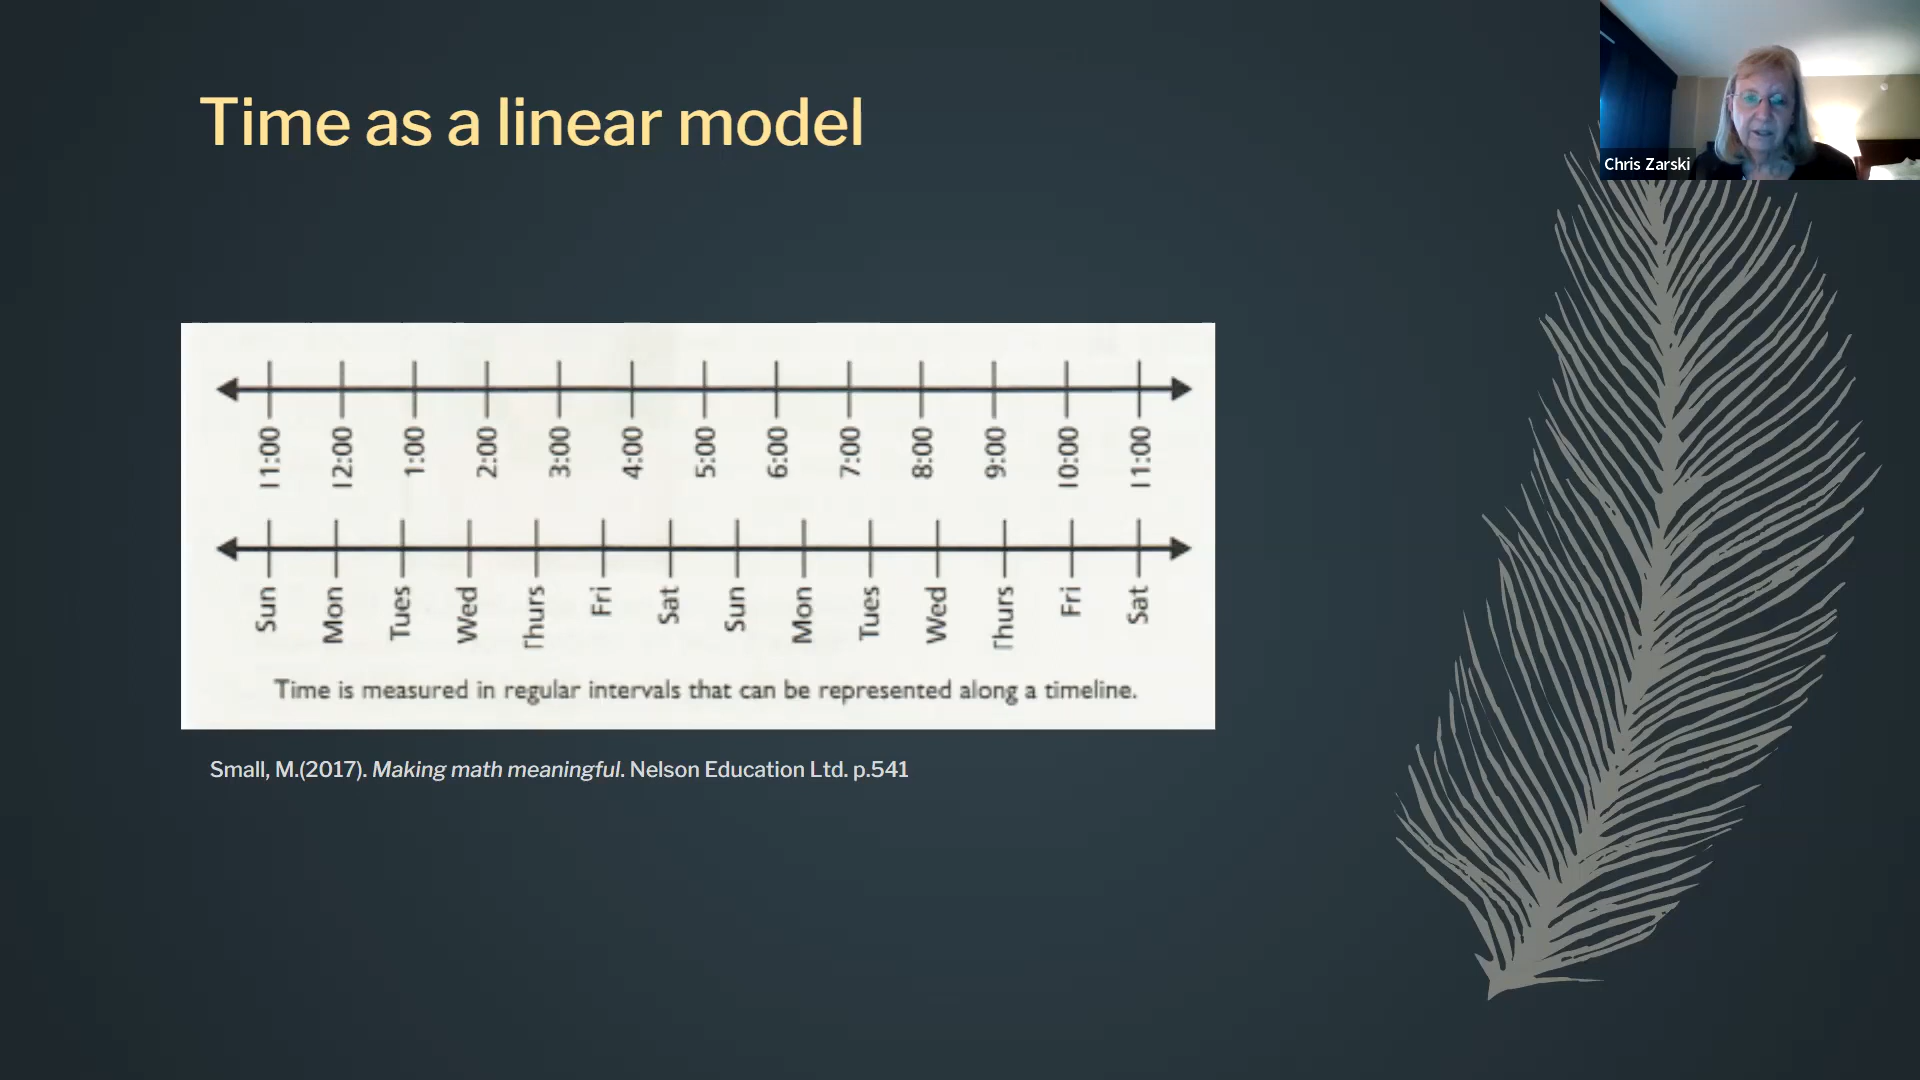 Time as a linear model
Chris Zarski
11:00 12:00 1:00 2:00 3:00 4:00 5:00 6:00 7:00 8:00 9:00 10:00 11:00
Sun Mon Tues Wed Thurs Fri Sat Sun Mon Tues Wed Thurs Fri Sat
Time is measured in regular intervals that can be represented along a timeline.
Small, M.(2017). Making math meaningful. Nelson Education Ltd. p.541